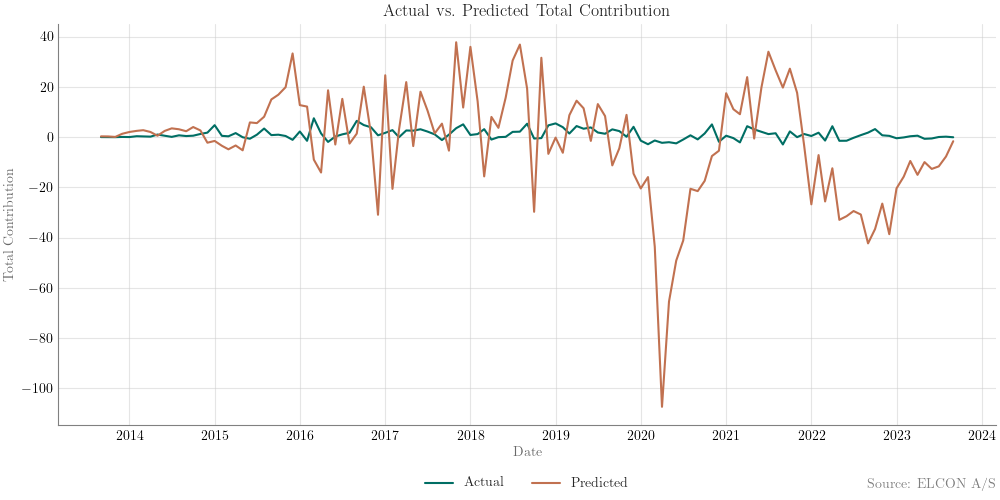 Actual vs. Predicted Total Contribution
40
20
0
−20
−40
−60
−80
−100
Total Contribution
2014 2015 2016 2017 2018 2019 2020 2021 2022 2023 2024
Date
Actual Predicted
Source: ELCON A/S